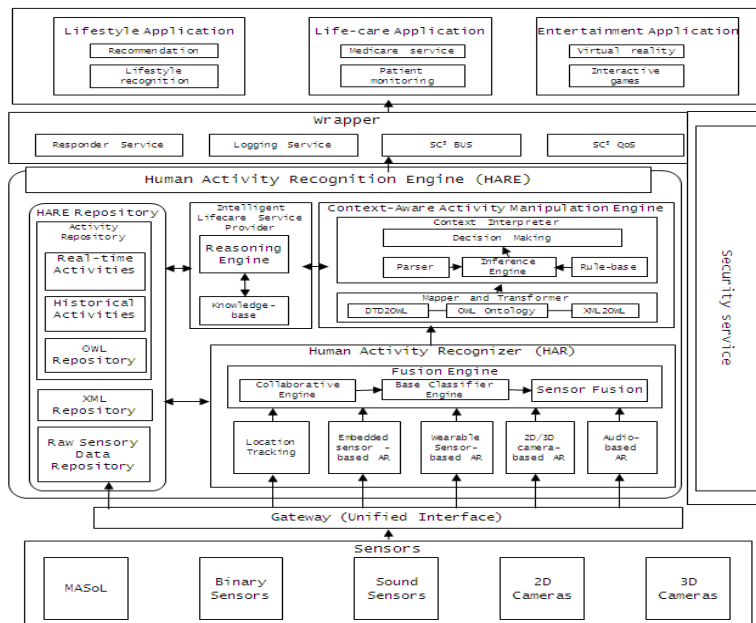 Lifestyle Application
Recommendation
Lifestyle
recognition
Life-care Application
Medicare service
Patient
monitoring
Entertainment Application
Virtual reality
Interactive
games
Wrapper
Responder Service
Logging Service
SC³ BUS
SC³ QoS
Human Activity Recognition Engine (HARE)
HARE Repository
Activity
Repository
Real-time
Activities
Historical
Activities
OWL
Repository
XML
Repository
Raw Sensory
Data
Repository
Intelligent
Lifecare Service
Provider
Reasoning
Engine
Knowledge-
base
Context-Aware Activity Manipulation Engine
Context Interpreter
Decision Making
Parser
Inference
Engine
Rule-base
Mapper and Transformer
DTD2OWL
OWL Ontology
XML2OWL
Human Activity Recognizer (HAR)
Fusion Engine
Collaborative
Engine
Base Classifier
Engine
Sensor Fusion
Location
Tracking
Embedded
sensor -
based AR
Wearable
Sensor-
based AR
2D/3D
camera-
based AR
Audio-
based AR
Security service
Gateway (Unified Interface)
Sensors
MASoL
Binary
Sensors
Sound
Sensors
2D
Cameras
3D
Cameras